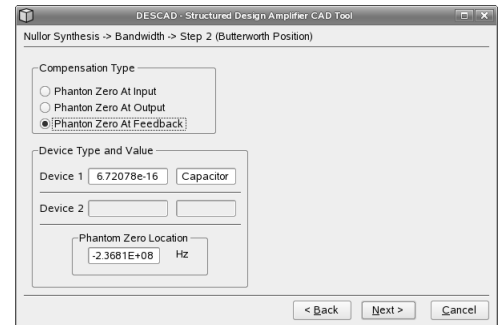 DESCAD - Structured Design Amplifier CAD Tool
Nullor Synthesis -> Bandwidth -> Step 2 (Butterworth Position)
Compensation Type
Phanton Zero At Input
Phanton Zero At Output
Phanton Zero At Feedback
Device Type and Value
Device 1 6.72078e-16 Capacitor
Device 2
Phantom Zero Location
-2.3681E+08 Hz
< Back Next > Cancel